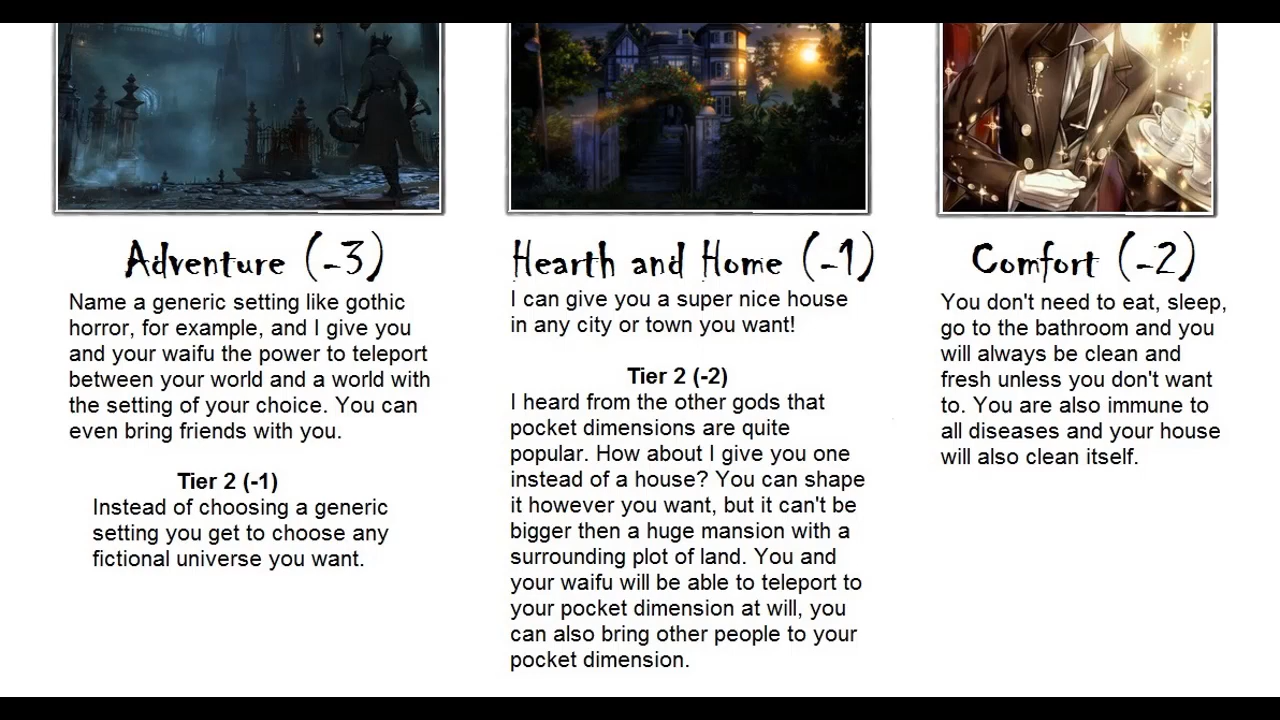 Adventure (-3)
Name a generic setting like gothic
horror, for example, and I give you
and your waifu the power to teleport
between your world and a world with
the setting of your choice. You can
even bring friends with you.
Tier 2 (-1)
Instead of choosing a generic
setting you get to choose any
fictional universe you want.
Hearth and Home (-1)
I can give you a super nice house
in any city or town you want!
Tier 2 (-2)
I heard from the other gods that
pocket dimensions are quite
popular. How about I give you one
instead of a house? You can shape
it however you want, but it can't be
bigger then a huge mansion with a
surrounding plot of land. You and
your waifu will be able to teleport to
your pocket dimension at will, you
can also bring other people to your
pocket dimension.
Comfort (-2)
You don't need to eat, sleep,
go to the bathroom and you
will always be clean and
fresh unless you don't want
to. You are also immune to
all diseases and your house
will also clean itself.